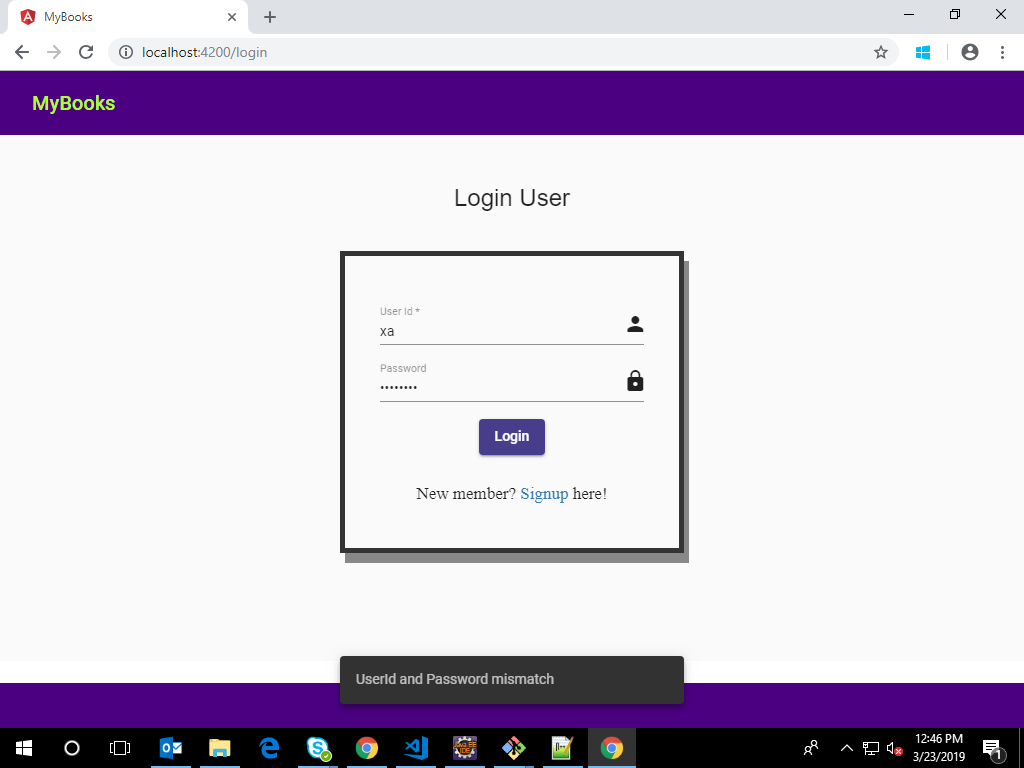 MyBooks
localhost:4200/login
MyBooks
Login User
User Id *
xa
Password
••••••••
Login
New member? Signup here!
UserId and Password mismatch
12:46 PM
3/23/2019
1